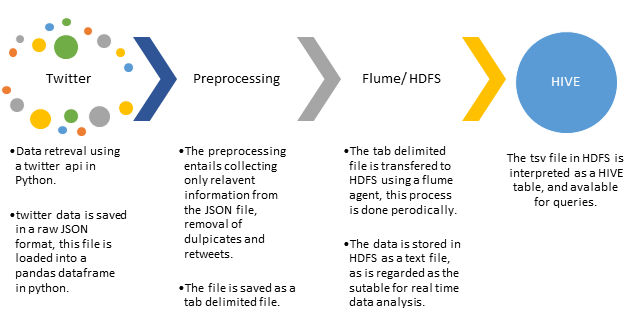 Twitter
Preprocessing
Flume/ HDFS
HIVE
•Data retreval using
a twitter api in
Python.
•twitter data is saved
in a raw JSON
format, this file is
loaded into a
pandas dataframe
in python.
•The preprocessing
entails collecting
only relavent
information from
the JSON file,
removal of
dulpicates and
retweets.
•The file is saved as a
tab delimited file.
•The tab delimited
file is transfered to
HDFS using a flume
agent, this process
is done perodically.
•The data is stored in
HDFS as a text file,
as is regarded as the
sutable for real time
data analysis.
The tsv file in HDFS is
interpreted as a HIVE
table, and avalable
for queries.